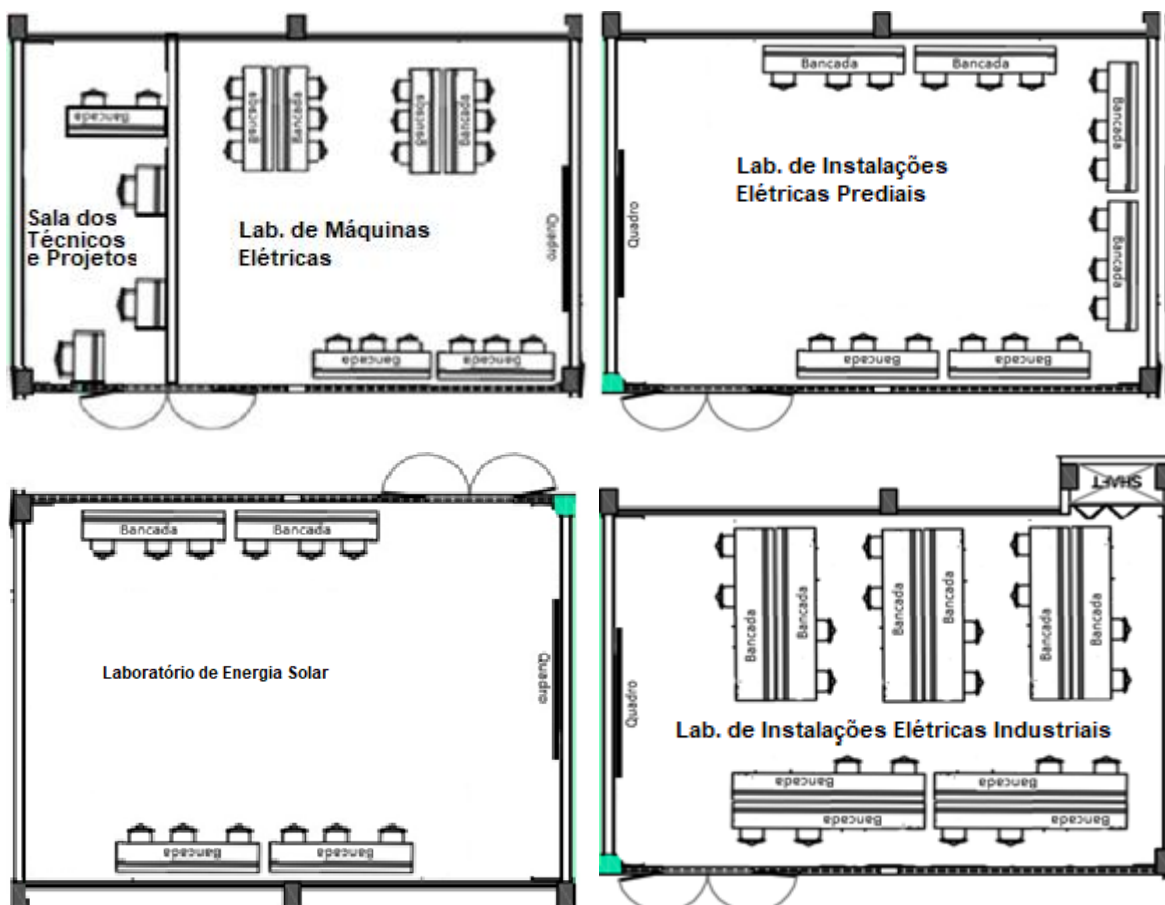 Bancada
Sala dos
Técnicos
e Projetos
Bancada
Bancada
Bancada
Bancada
Lab. de Máquinas
Elétricas
Quadro
Bancada
Bancada
Bancada
Bancada
Bancada
Bancada
Lab. de Instalações
Elétricas Prediais
Quadro
Bancada
Bancada
Bancada
Bancada
Laboratório de Energia Solar
Quadro
Bancada
Bancada
SHAFT
Bancada
Bancada
Bancada
Bancada
Bancada
Bancada
Quadro
Lab. de Instalações Elétricas Industriais
Bancada
Bancada
Bancada
Bancada